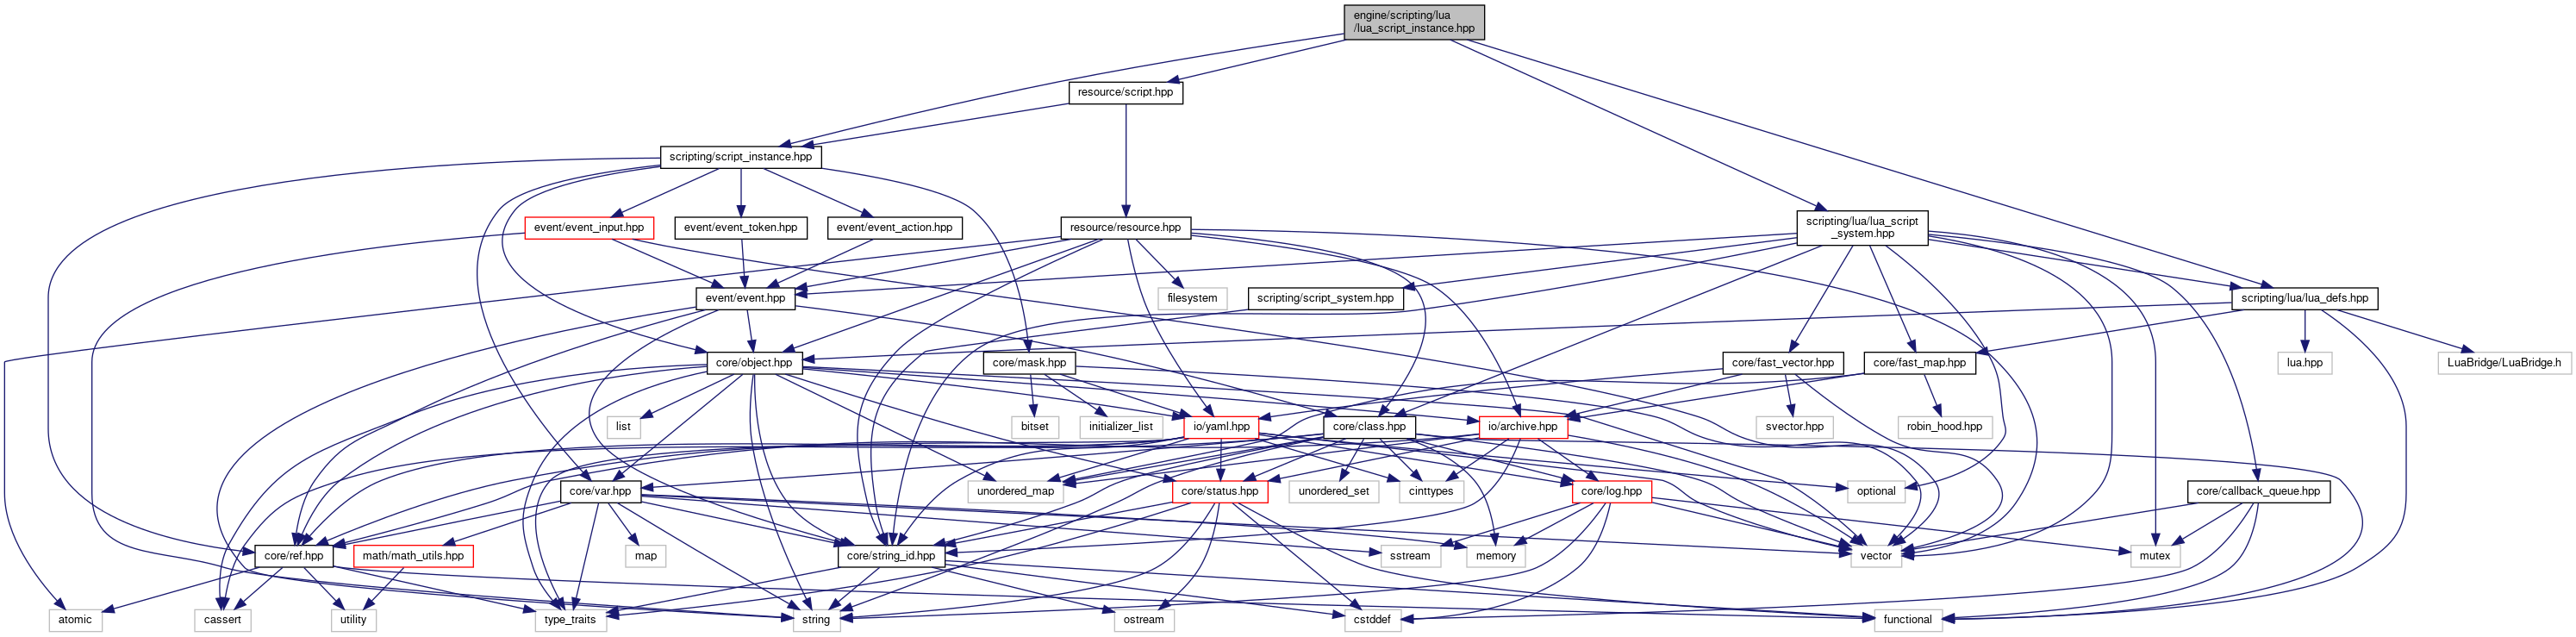 engine/scripting/lua
/lua_script_instance.hpp
resource/script.hpp
scripting/script_instance.hpp
event/event_input.hpp
event/event_token.hpp
event/event_action.hpp
resource/resource.hpp
scripting/lua/lua_script
_system.hpp
event/event.hpp
filesystem
scripting/script_system.hpp
scripting/lua/lua_defs.hpp
core/object.hpp
core/mask.hpp
core/fast_vector.hpp
core/fast_map.hpp
lua.hpp
LuaBridge/LuaBridge.h
list
bitset
initializer_list
io/yaml.hpp
core/class.hpp
io/archive.hpp
svector.hpp
robin_hood.hpp
core/var.hpp
unordered_map
core/status.hpp
unordered_set
cinttypes
core/log.hpp
optional
core/callback_queue.hpp
core/ref.hpp
math/math_utils.hpp
map
core/string_id.hpp
sstream
memory
vector
mutex
atomic
cassert
utility
type_traits
string
ostream
cstddef
functional